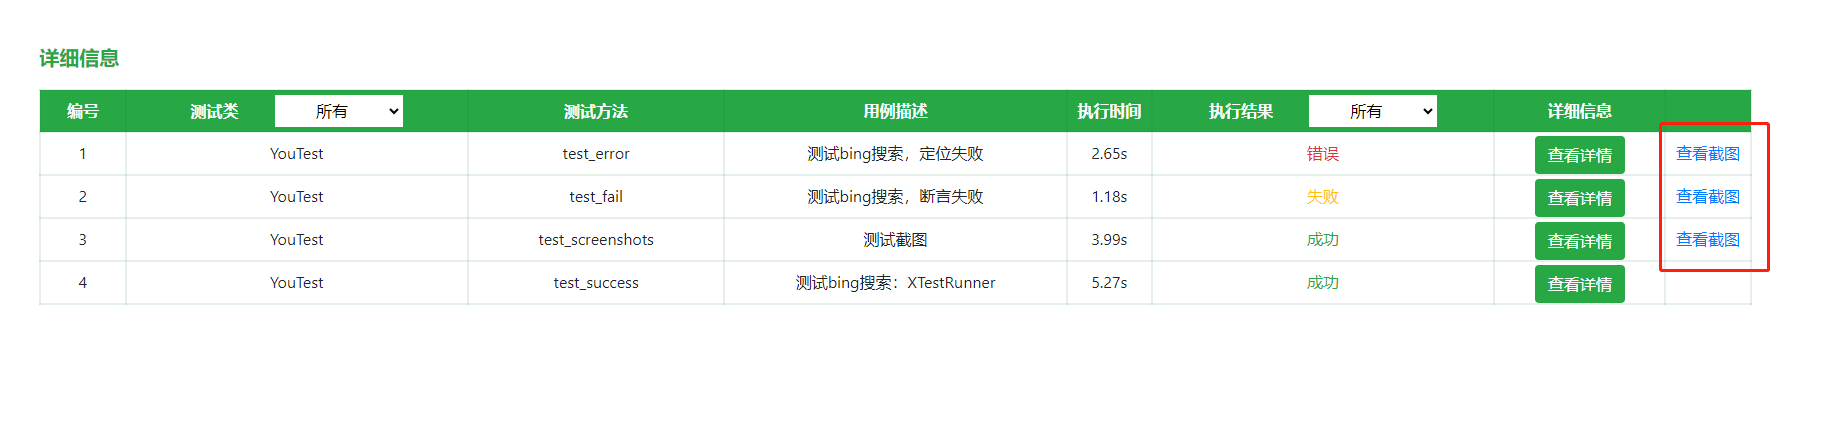 详细信息
编号 测试类 所有 测试方法 用例描述 执行时间 执行结果 所有 详细信息
1 YouTest test_error 测试bing搜索，定位失败 2.65s 错误 查看详情 查看截图
2 YouTest test_fail 测试bing搜索，断言失败 1.18s 失败 查看详情 查看截图
3 YouTest test_screenshots 测试截图 3.99s 成功 查看详情 查看截图
4 YouTest test_success 测试bing搜索：XTestRunner 5.27s 成功 查看详情